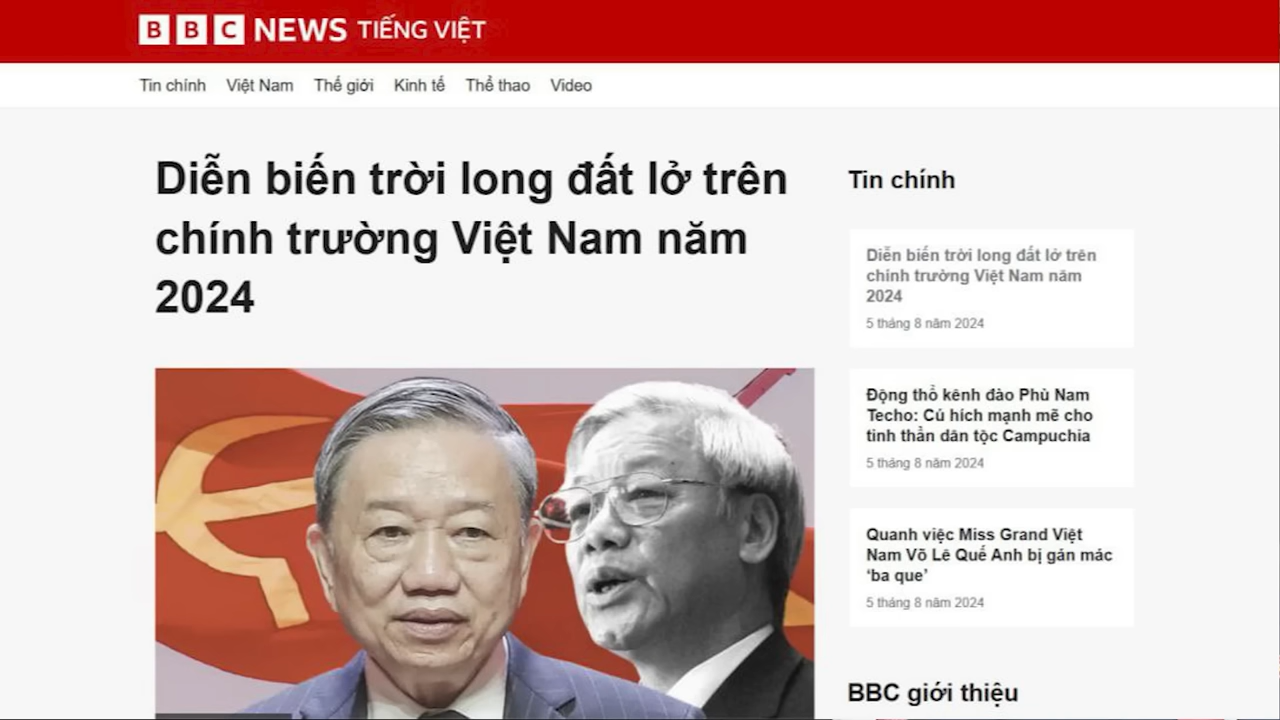 BBC NEWS TIẾNG VIỆT
Tin chính Việt Nam Thế giới Kinh tế Thể thao Video
Diễn biến trời long đất lở trên
chính trường Việt Nam năm
2024
Tin chính
Diễn biến trời long đất lở trên
chính trường Việt Nam năm
2024
5 tháng 8 năm 2024
Động thổ kênh đào Phù Nam
Techo: Cú hích mạnh mẽ cho
tinh thần dân tộc Campuchia
5 tháng 8 năm 2024
Quanh việc Miss Grand Việt
Nam Võ Lê Quế Anh bị gán mác
‘ba que’
5 tháng 8 năm 2024
BBC giới thiệu